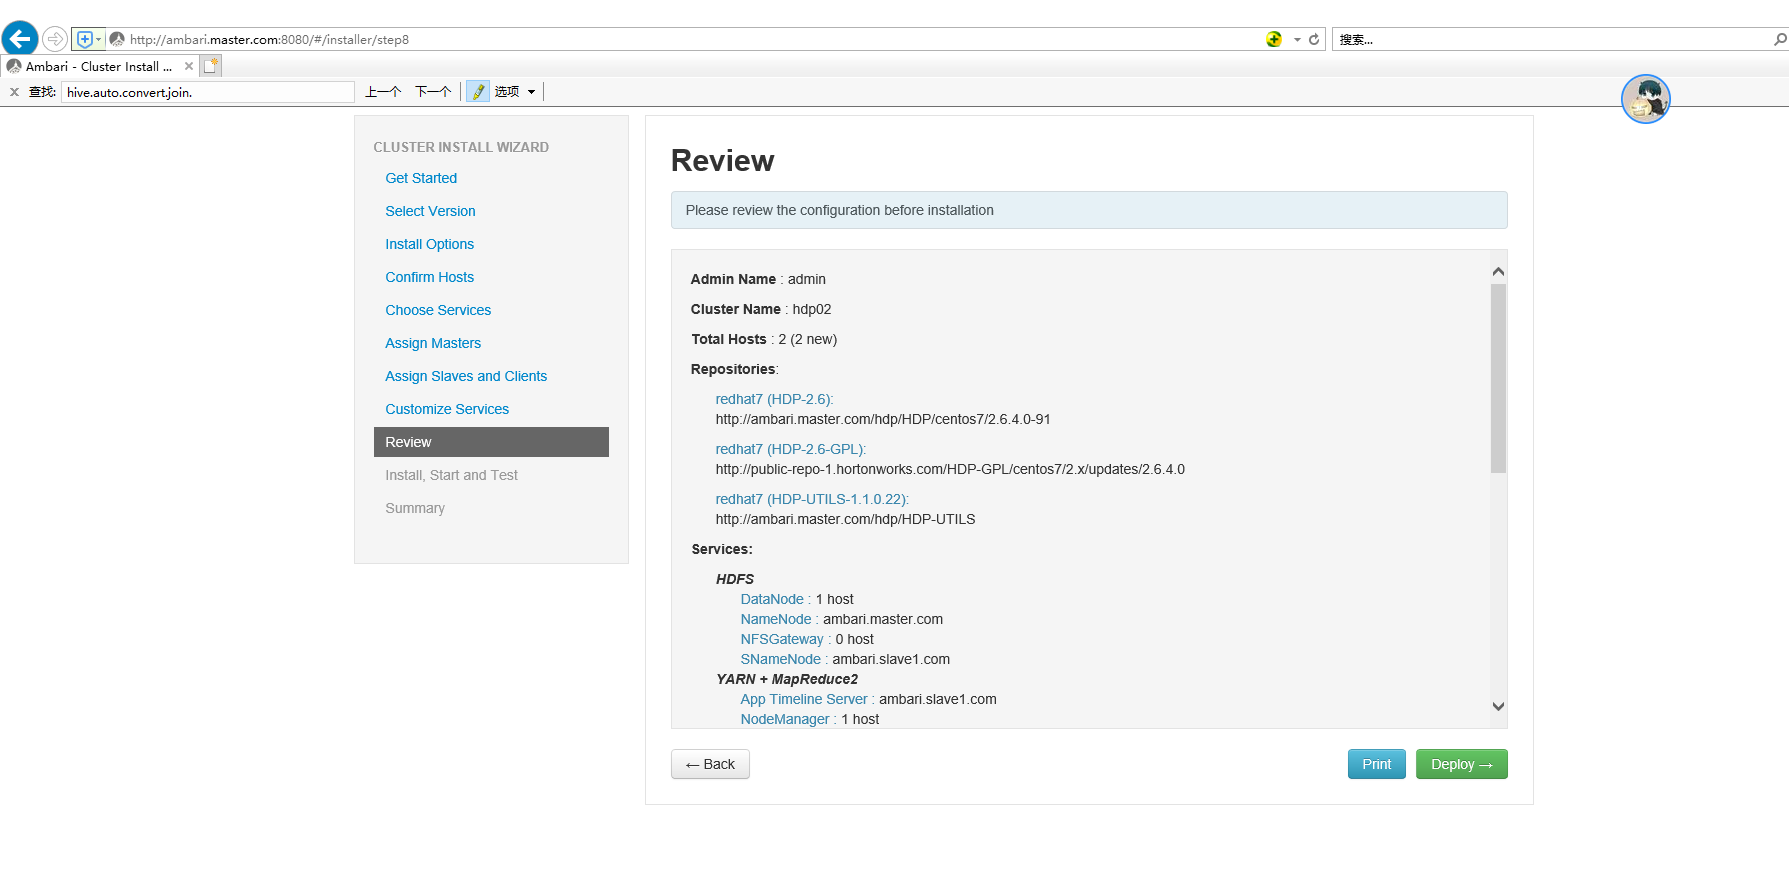 http://ambari.master.com:8080/#/installer/step8
搜索...
Ambari - Cluster Install ...
查找: hive.auto.convert.join. 上一个 下一个 选项
CLUSTER INSTALL WIZARD
Get Started
Select Version
Install Options
Confirm Hosts
Choose Services
Assign Masters
Assign Slaves and Clients
Customize Services
Review
Install, Start and Test
Summary
Review
Please review the configuration before installation
Admin Name : admin
Cluster Name : hdp02
Total Hosts : 2 (2 new)
Repositories:
redhat7 (HDP-2.6):
http://ambari.master.com/hdp/HDP/centos7/2.6.4.0-91
redhat7 (HDP-2.6-GPL):
http://public-repo-1.hortonworks.com/HDP-GPL/centos7/2.x/updates/2.6.4.0
redhat7 (HDP-UTILS-1.1.0.22):
http://ambari.master.com/hdp/HDP-UTILS
Services:
HDFS
DataNode : 1 host
NameNode : ambari.master.com
NFSGateway : 0 host
SNameNode : ambari.slave1.com
YARN + MapReduce2
App Timeline Server : ambari.slave1.com
NodeManager : 1 host
← Back
Print
Deploy →